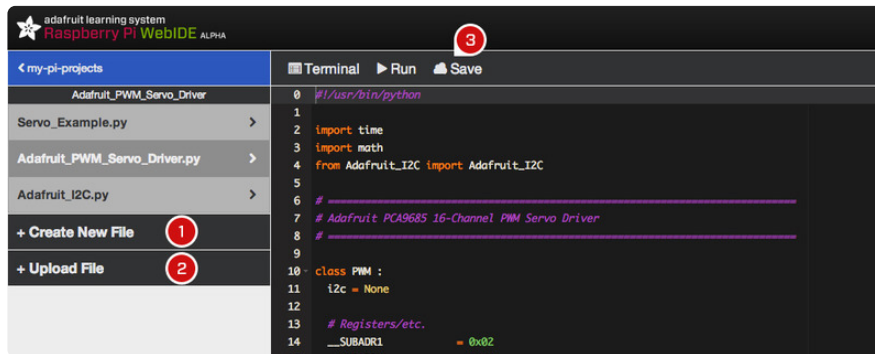 adafruit learning system
Raspberry Pi WebIDE ALPHA
3
my-pi-projects
Terminal Run Save
Adafruit_PWM_Servo_Driver
Servo_Example.py
Adafruit_PWM_Servo_Driver.py
Adafruit_I2C.py
+ Create New File 1
+ Upload File 2
0 #!/usr/bin/python
1
2 import time
3 import math
4 from Adafruit_I2C import Adafruit_I2C
5
6 # ============================================================================
7 # Adafruit PCA9685 16-Channel PWM Servo Driver
8 # ============================================================================
9
10 class PWM :
11 i2c = None
12
13 # Registers/etc.
14 __SUBADR1 = 0x02